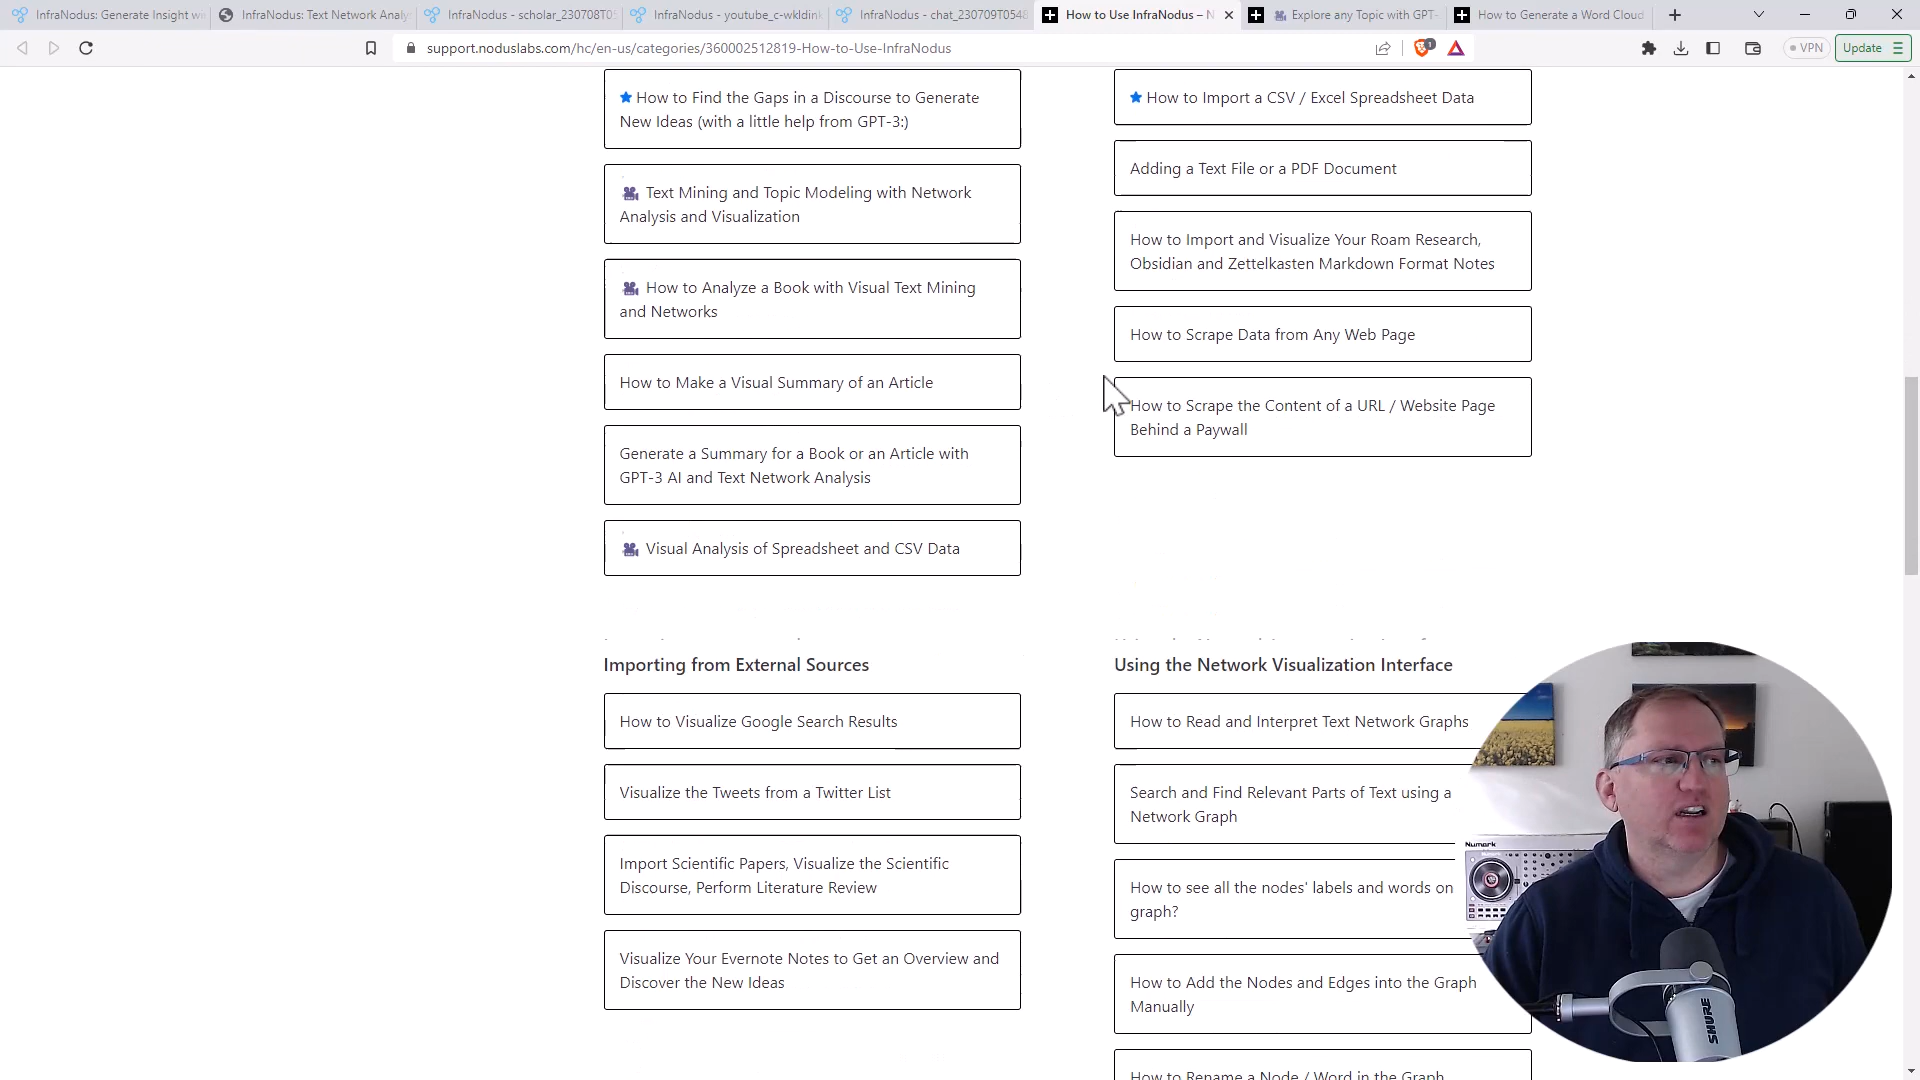 InfraNodus: Generate Insight wi
InfraNodus: Text Network Analy
InfraNodus - scholar_230708T05
InfraNodus - youtube_c-wkldink
InfraNodus - chat_230709T0548
How to Use InfraNodus – N
Explore any Topic with GPT-
How to Generate a Word Cloud
support.noduslabs.com/hc/en-us/categories/360002512819-How-to-Use-InfraNodus
1
VPN
Update
How to Find the Gaps in a Discourse to Generate
New Ideas (with a little help from GPT-3:)
Text Mining and Topic Modeling with Network
Analysis and Visualization
How to Analyze a Book with Visual Text Mining
and Networks
How to Make a Visual Summary of an Article
Generate a Summary for a Book or an Article with
GPT-3 AI and Text Network Analysis
Visual Analysis of Spreadsheet and CSV Data
How to Import a CSV / Excel Spreadsheet Data
Adding a Text File or a PDF Document
How to Import and Visualize Your Roam Research,
Obsidian and Zettelkasten Markdown Format Notes
How to Scrape Data from Any Web Page
How to Scrape the Content of a URL / Website Page
Behind a Paywall
Importing from External Sources
How to Visualize Google Search Results
Visualize the Tweets from a Twitter List
Import Scientific Papers, Visualize the Scientific
Discourse, Perform Literature Review
Visualize Your Evernote Notes to Get an Overview and
Discover the New Ideas
Using the Network Visualization Interface
How to Read and Interpret Text Network Graphs
Search and Find Relevant Parts of Text using a
Network Graph
How to see all the nodes' labels and words on
graph?
How to Add the Nodes and Edges into the Graph
Manually
How to Rename a Node / Word in the Graph
Numark
SHURE